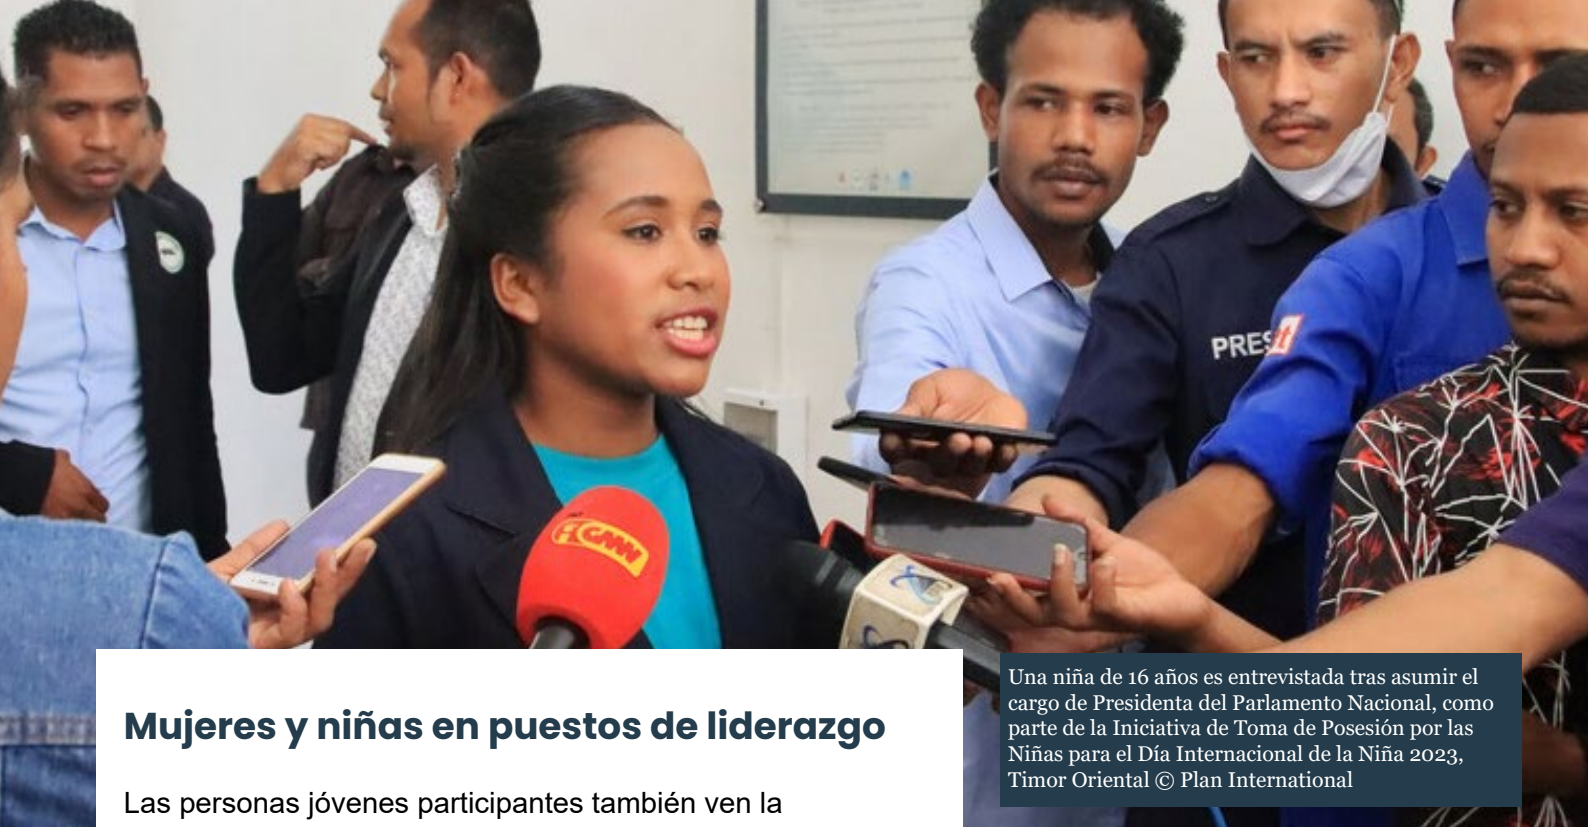 PRESS
GMN
Mujeres y niñas en puestos de liderazgo
Las personas jóvenes participantes también ven la
Una niña de 16 años es entrevistada tras asumir el
cargo de Presidenta del Parlamento Nacional, como
parte de la Iniciativa de Toma de Posesión por las
Niñas para el Día Internacional de la Niña 2023,
Timor Oriental © Plan International